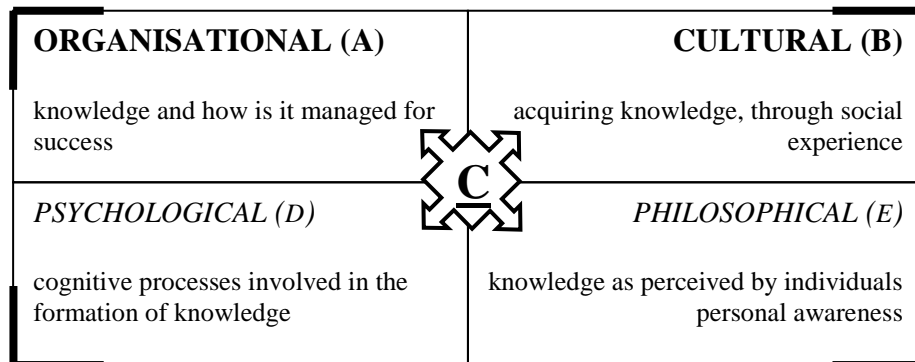 ORGANISATIONAL (A)
knowledge and how is it managed for
success
CULTURAL (B)
acquiring knowledge, through social
experience
C
PSYCHOLOGICAL (D)
cognitive processes involved in the
formation of knowledge
PHILOSOPHICAL (E)
knowledge as perceived by individuals
personal awareness